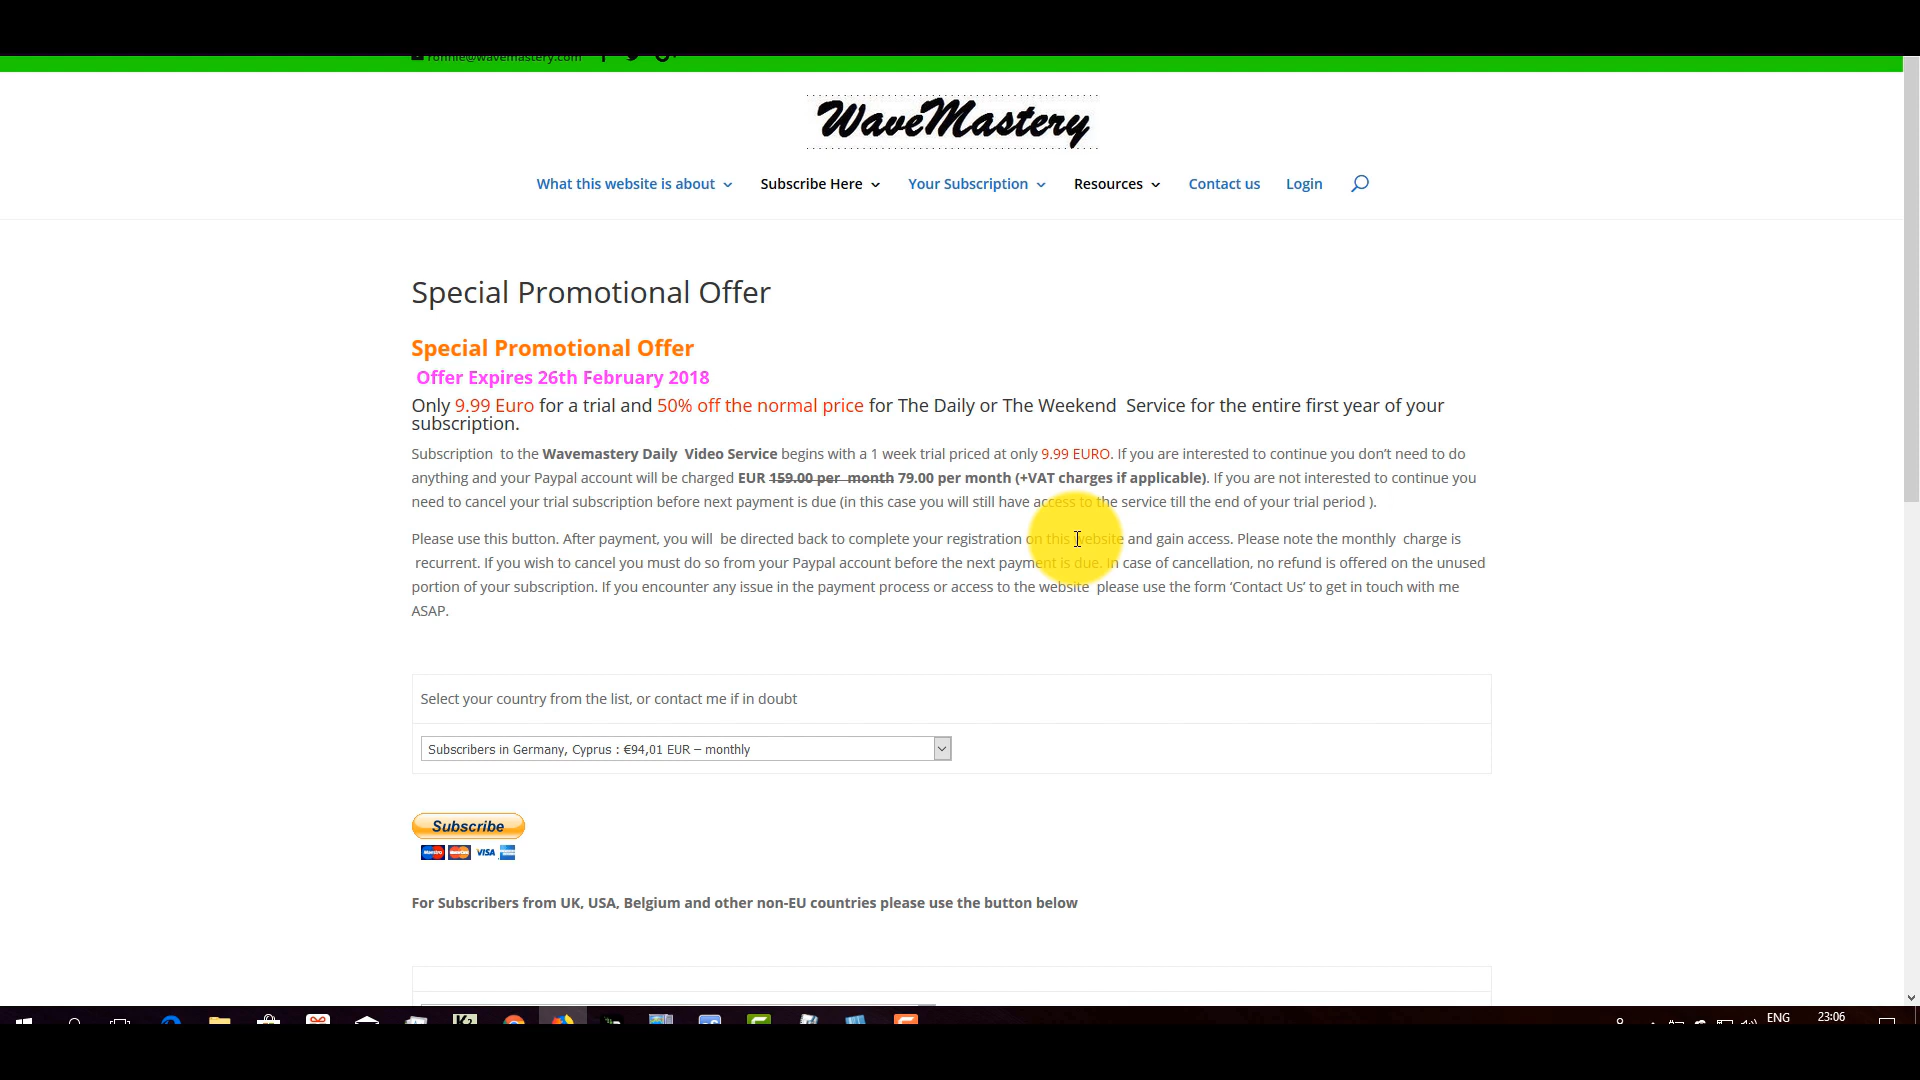 ronnie@wavemastery.com
WaveMastery
What this website is about Subscribe Here Your Subscription Resources Contact us Login
Special Promotional Offer
Special Promotional Offer
Offer Expires 26th February 2018
Only 9.99 Euro for a trial and 50% off the normal price for The Daily or The Weekend Service for the entire first year of your
subscription.
Subscription to the Wavemastery Daily Video Service begins with a 1 week trial priced at only 9.99 EURO. If you are interested to continue you don't need to do
anything and your Paypal account will be charged EUR 159.00 per month 79.00 per month (+VAT charges if applicable). If you are not interested to continue you
need to cancel your trial subscription before next payment is due (in this case you will still have access to the service till the end of your trial period ).
Please use this button. After payment, you will be directed back to complete your registration on this website and gain access. Please note the monthly charge is
recurrent. If you wish to cancel you must do so from your Paypal account before the next payment is due. In case of cancellation, no refund is offered on the unused
portion of your subscription. If you encounter any issue in the payment process or access to the website please use the form ‘Contact Us’ to get in touch with me
ASAP.
Select your country from the list, or contact me if in doubt
Subscribers in Germany, Cyprus : €94,01 EUR – monthly
Subscribe
Maestro MasterCard VISA
For Subscribers from UK, USA, Belgium and other non-EU countries please use the button below
ENG 23:06